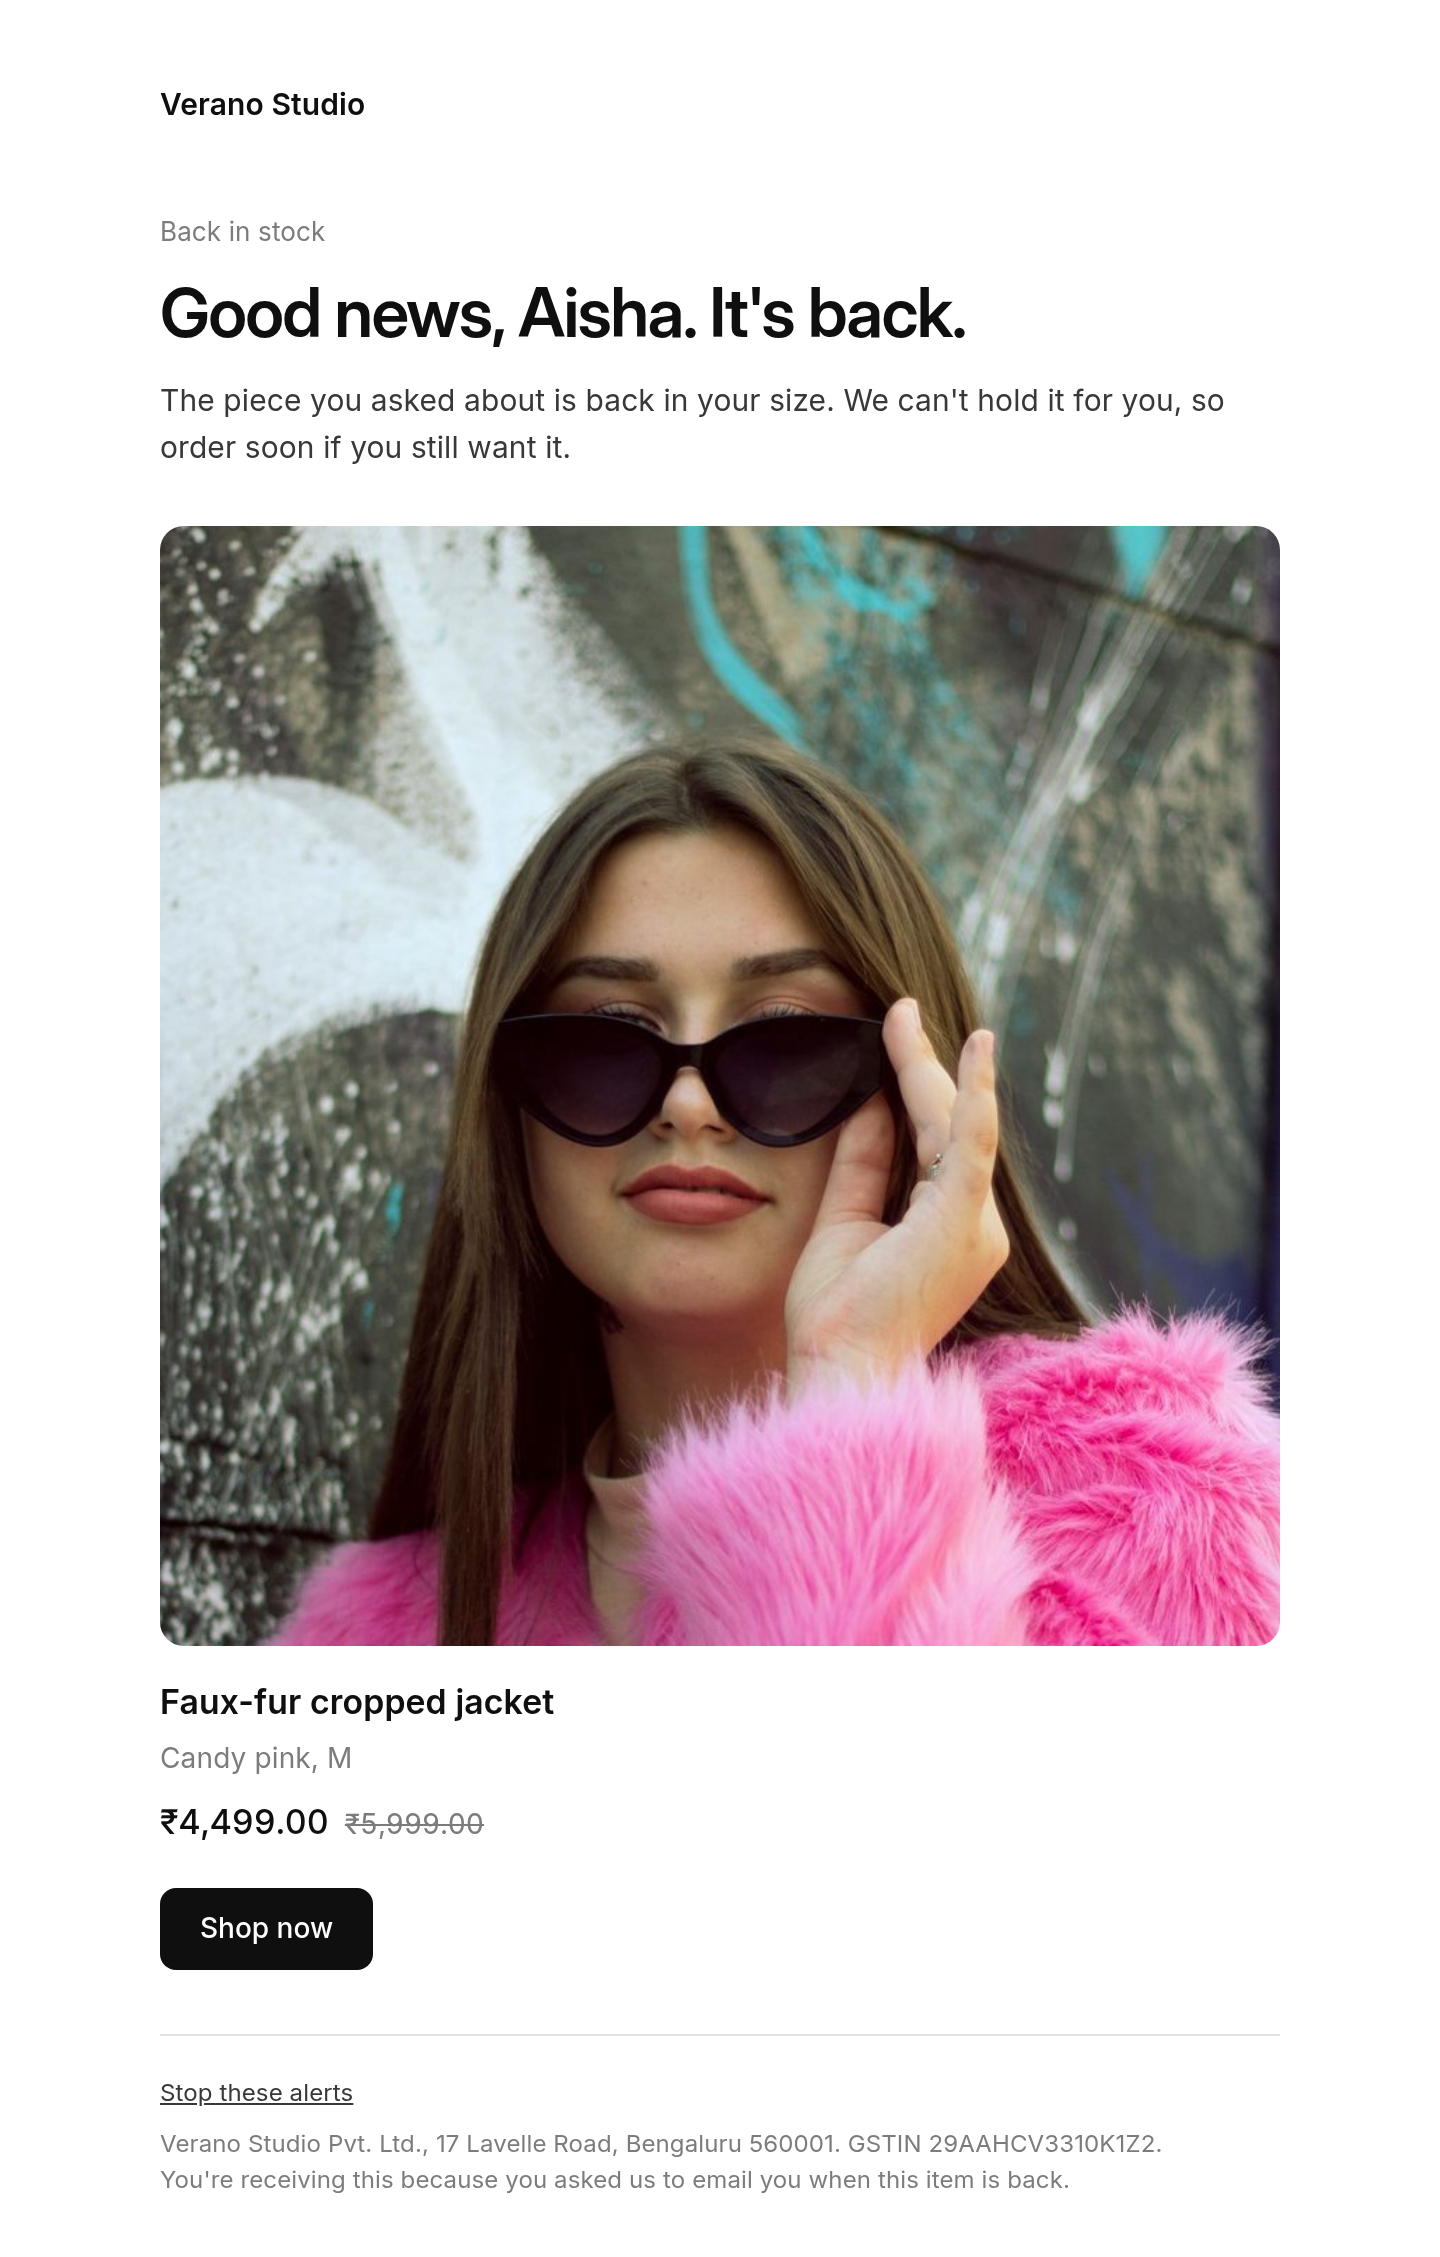 Verano Studio
Back in stock
Good news, Aisha. It's back.
The piece you asked about is back in your size. We can't hold it for you, so
order soon if you still want it.
Faux-fur cropped jacket
Candy pink, M
₹4,499.00 ₹5,999.00
Shop now
Stop these alerts
Verano Studio Pvt. Ltd., 17 Lavelle Road, Bengaluru 560001. GSTIN 29AAHCV3310K1Z2.
You're receiving this because you asked us to email you when this item is back.